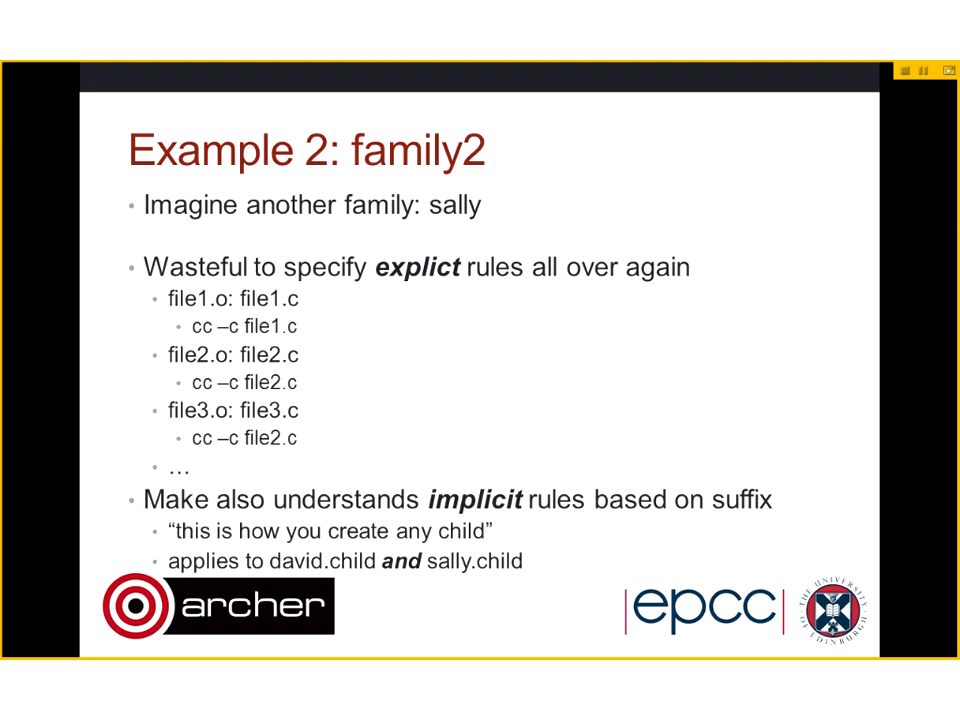 Example 2: family2
• Imagine another family: sally
• Wasteful to specify explict rules all over again
• file1.o: file1.c
• cc –c file1.c
• file2.o: file2.c
• cc –c file2.c
• file3.o: file3.c
• cc –c file2.c
• …
• Make also understands implicit rules based on suffix
• “this is how you create any child”
• applies to david.child and sally.child
archer
|epcc|
THE UNIVERSITY
OF EDINBURGH